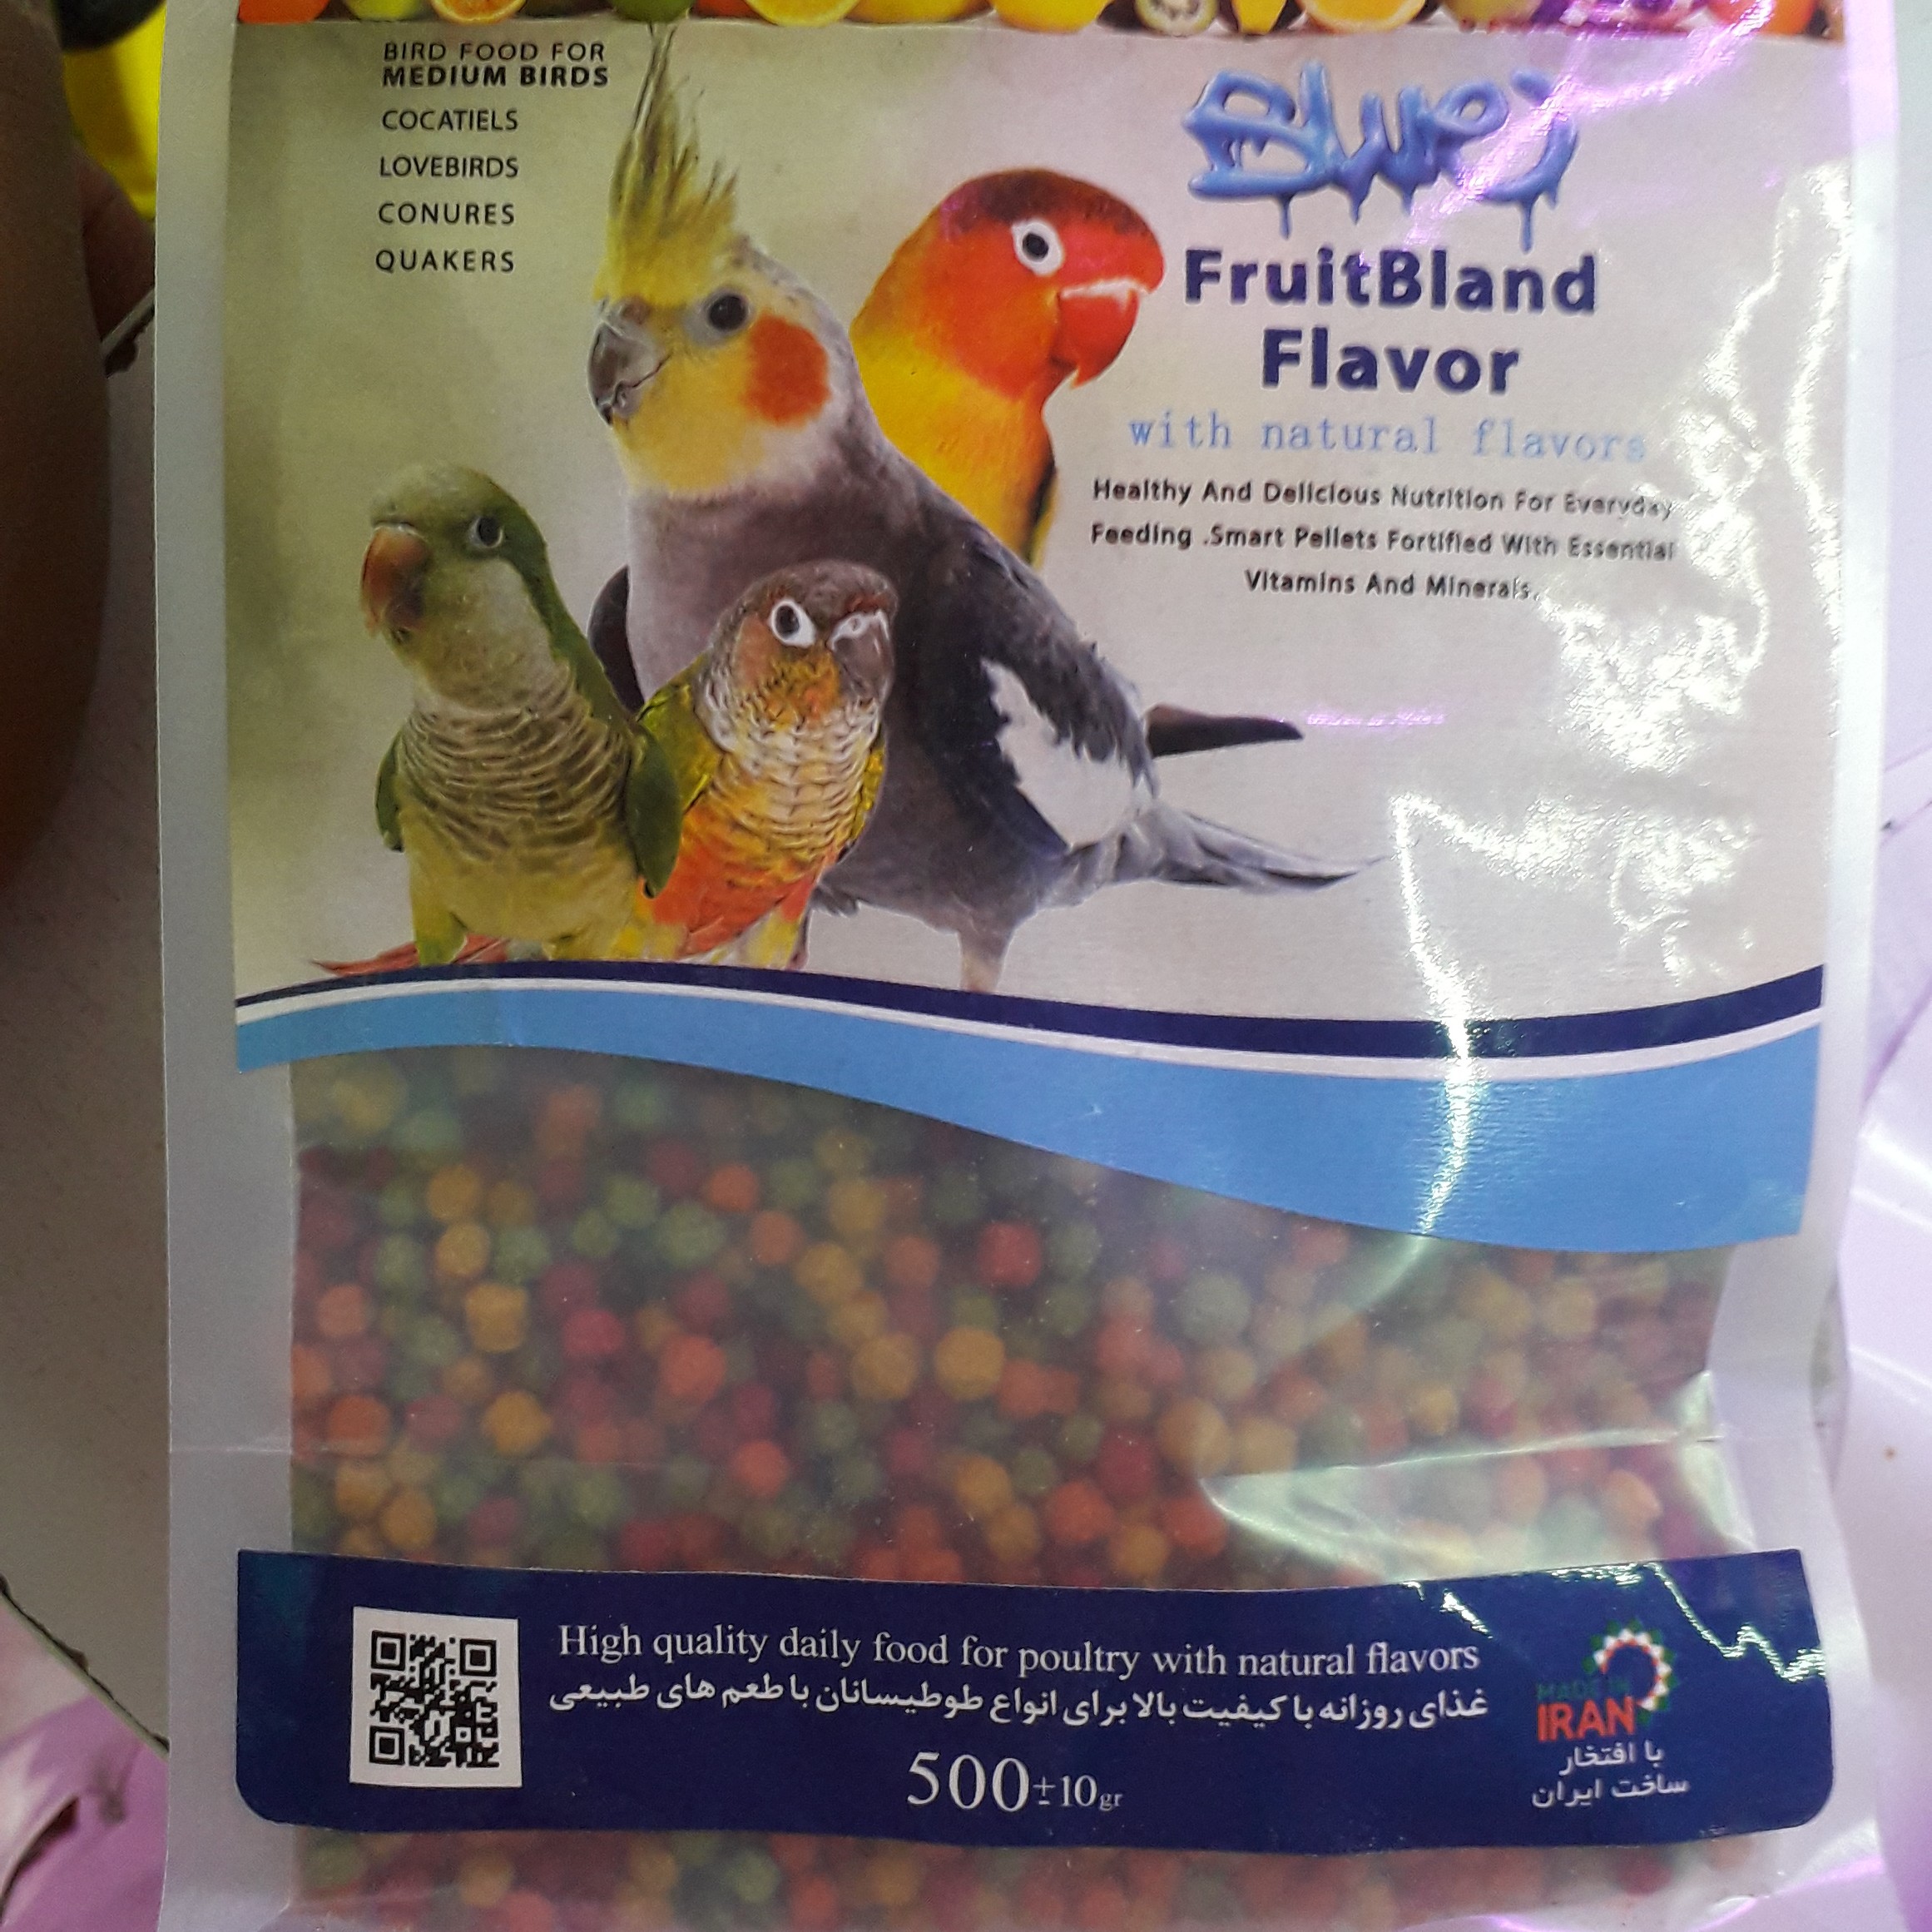 BIRD FOOD FOR
MEDIUM BIRDS
COCATIELS
LOVEBIRDS
CONURES
QUAKERS
FruitBland
Flavor
with natural flavors
Healthy And Delicious Nutrition For Everyday
Feeding .Smart Pellets Fortified With Essential
Vitamins And Minerals.
High quality daily food for poultry with natural flavors
غذای روزانه با کیفیت بالا برای انواع طوطیسانان با طعم های طبیعی
500±10gr
MADE IN
IRAN
با افتخار
ساخت ایران